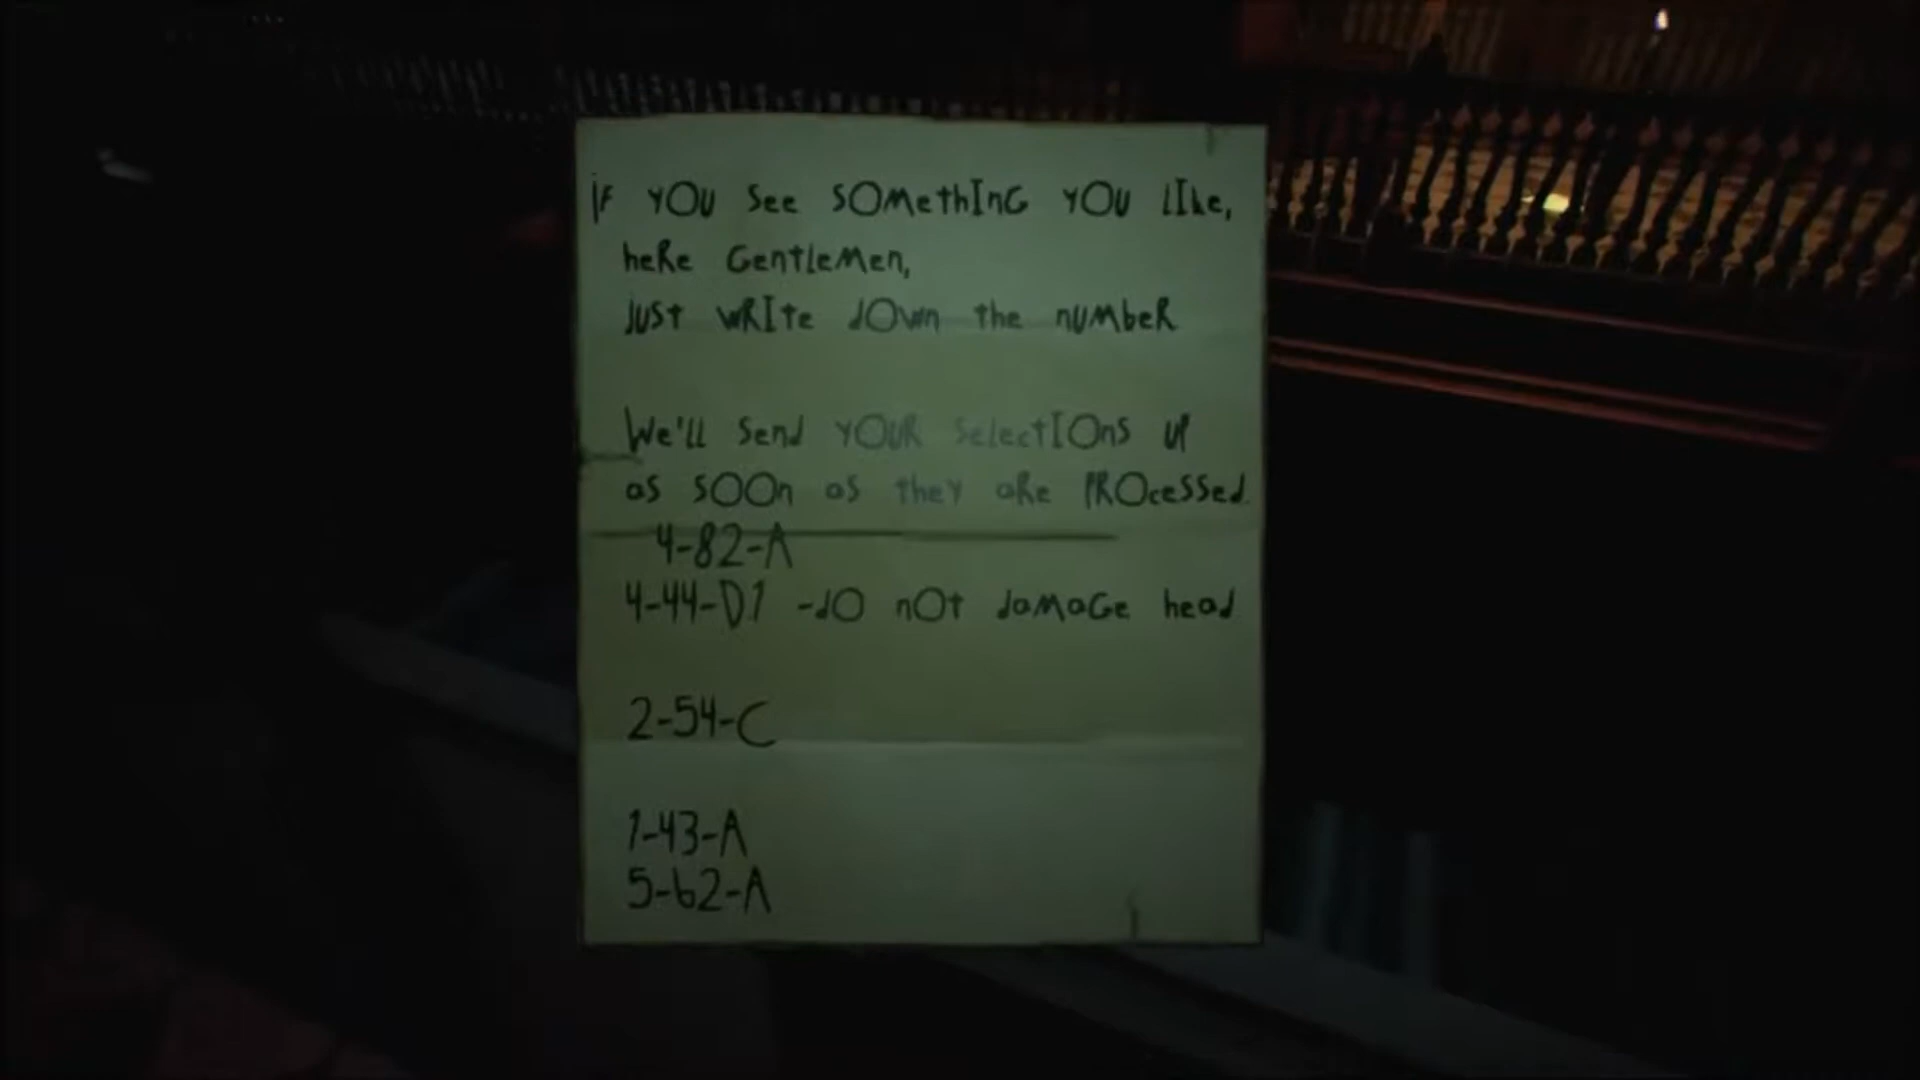 If YOU See SOMethInG YOU lIke,
heRe GentleMen,
just wRIte dOwn the nuMbeR
We'll send YOUR selectIOns up
as sOOn as they aRe PROcessed.
4-82-A
4-44-D1 -dO nOt damaGe head
2-54-C
1-43-A
5-62-A